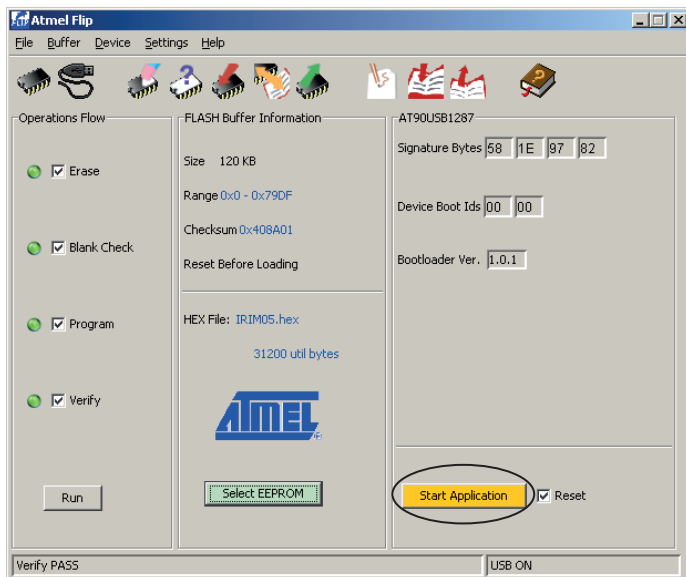 Atmel Flip
File Buffer Device Settings Help
Operations Flow
Erase
Blank Check
Program
Verify
Run
FLASH Buffer Information
Size 120 KB
Range 0x0 - 0x79DF
Checksum 0x408A01
Reset Before Loading
HEX File: IRIM05.hex
31200 util bytes
ATMEL
Select EEPROM
AT90USB1287
Signature Bytes 58 1E 97 82
Device Boot Ids 00 00
Bootloader Ver. 1.0.1
Start Application Reset
Verify PASS USB ON